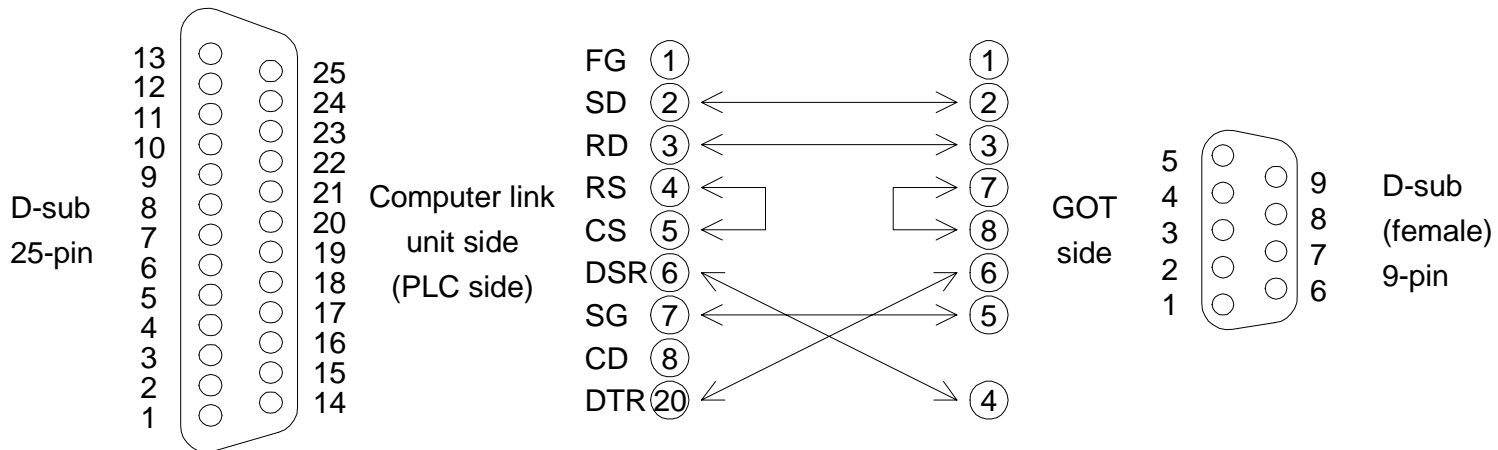 D-sub
25-pin
13
12
11
10
9
8
7
6
5
4
3
2
1
25
24
23
22
21
20
19
18
17
16
15
14
Computer link
unit side
(PLC side)
FG 1 1
SD 2 2
RD 3 3
RS 4 7
CS 5 8
DSR 6 6
SG 7 5
CD 8
DTR 20 4
GOT
side
5
4
3
2
1
9
8
7
6
D-sub
(female)
9-pin